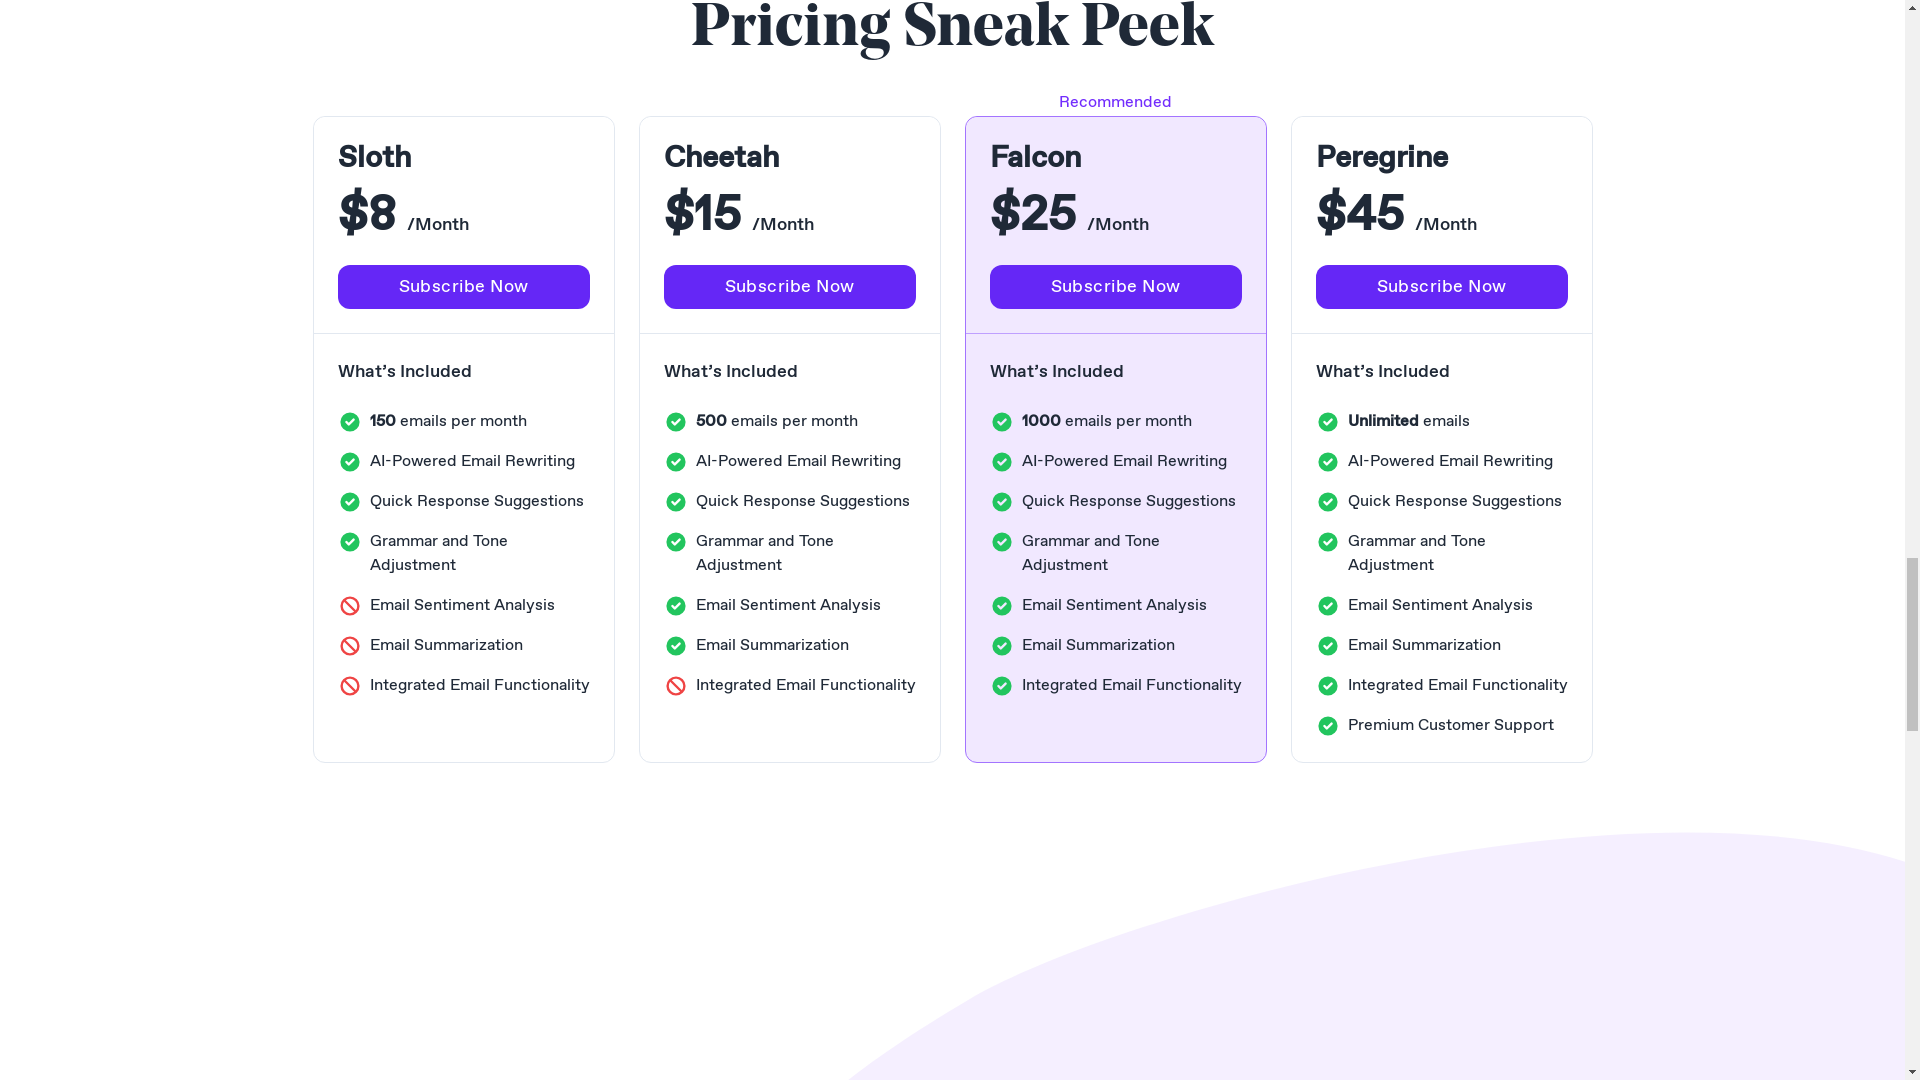 Pricing Sneak Peek
Sloth
$8 /Month
Subscribe Now
What's Included
150 emails per month
AI-Powered Email Rewriting
Quick Response Suggestions
Grammar and Tone
Adjustment
Email Sentiment Analysis
Email Summarization
Integrated Email Functionality
Cheetah
$15 /Month
Subscribe Now
What's Included
500 emails per month
AI-Powered Email Rewriting
Quick Response Suggestions
Grammar and Tone
Adjustment
Email Sentiment Analysis
Email Summarization
Integrated Email Functionality
Recommended
Falcon
$25 /Month
Subscribe Now
What's Included
1000 emails per month
AI-Powered Email Rewriting
Quick Response Suggestions
Grammar and Tone
Adjustment
Email Sentiment Analysis
Email Summarization
Integrated Email Functionality
Peregrine
$45 /Month
Subscribe Now
What's Included
Unlimited emails
AI-Powered Email Rewriting
Quick Response Suggestions
Grammar and Tone
Adjustment
Email Sentiment Analysis
Email Summarization
Integrated Email Functionality
Premium Customer Support